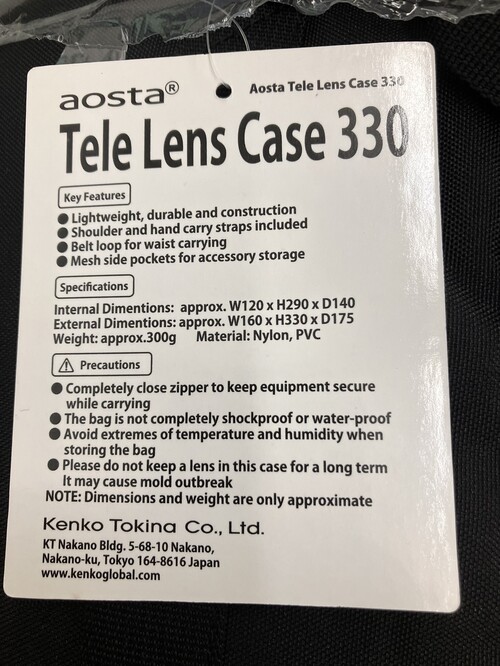 aosta®
Aosta Tele Lens Case 330
Tele Lens Case 330
Key Features
● Lightweight, durable and construction
● Shoulder and hand carry straps included
● Belt loop for waist carrying
● Mesh side pockets for accessory storage
Specifications
Internal Dimentions: approx. W120 x H290 x D140
External Dimentions: approx. W160 x H330 x D175
Weight: approx.300g Material: Nylon, PVC
⚠ Precautions
● Completely close zipper to keep equipment secure
while carrying
● The bag is not completely shockproof or water-proof
● Avoid extremes of temperature and humidity when
storing the bag
● Please do not keep a lens in this case for a long term
It may cause mold outbreak
NOTE: Dimensions and weight are only approximate
Kenko Tokina Co., Ltd.
KT Nakano Bldg. 5-68-10 Nakano,
Nakano-ku, Tokyo 164-8616 Japan
www.kenkoglobal.com